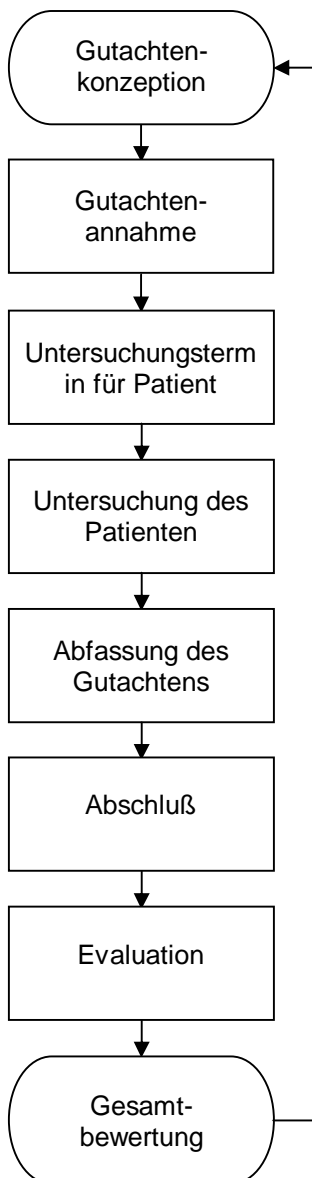 Gutachten-
konzeption
Gutachten-
annahme
Untersuchungsterm
in für Patient
Untersuchung des
Patienten
Abfassung des
Gutachtens
Abschluß
Evaluation
Gesamt-
bewertung